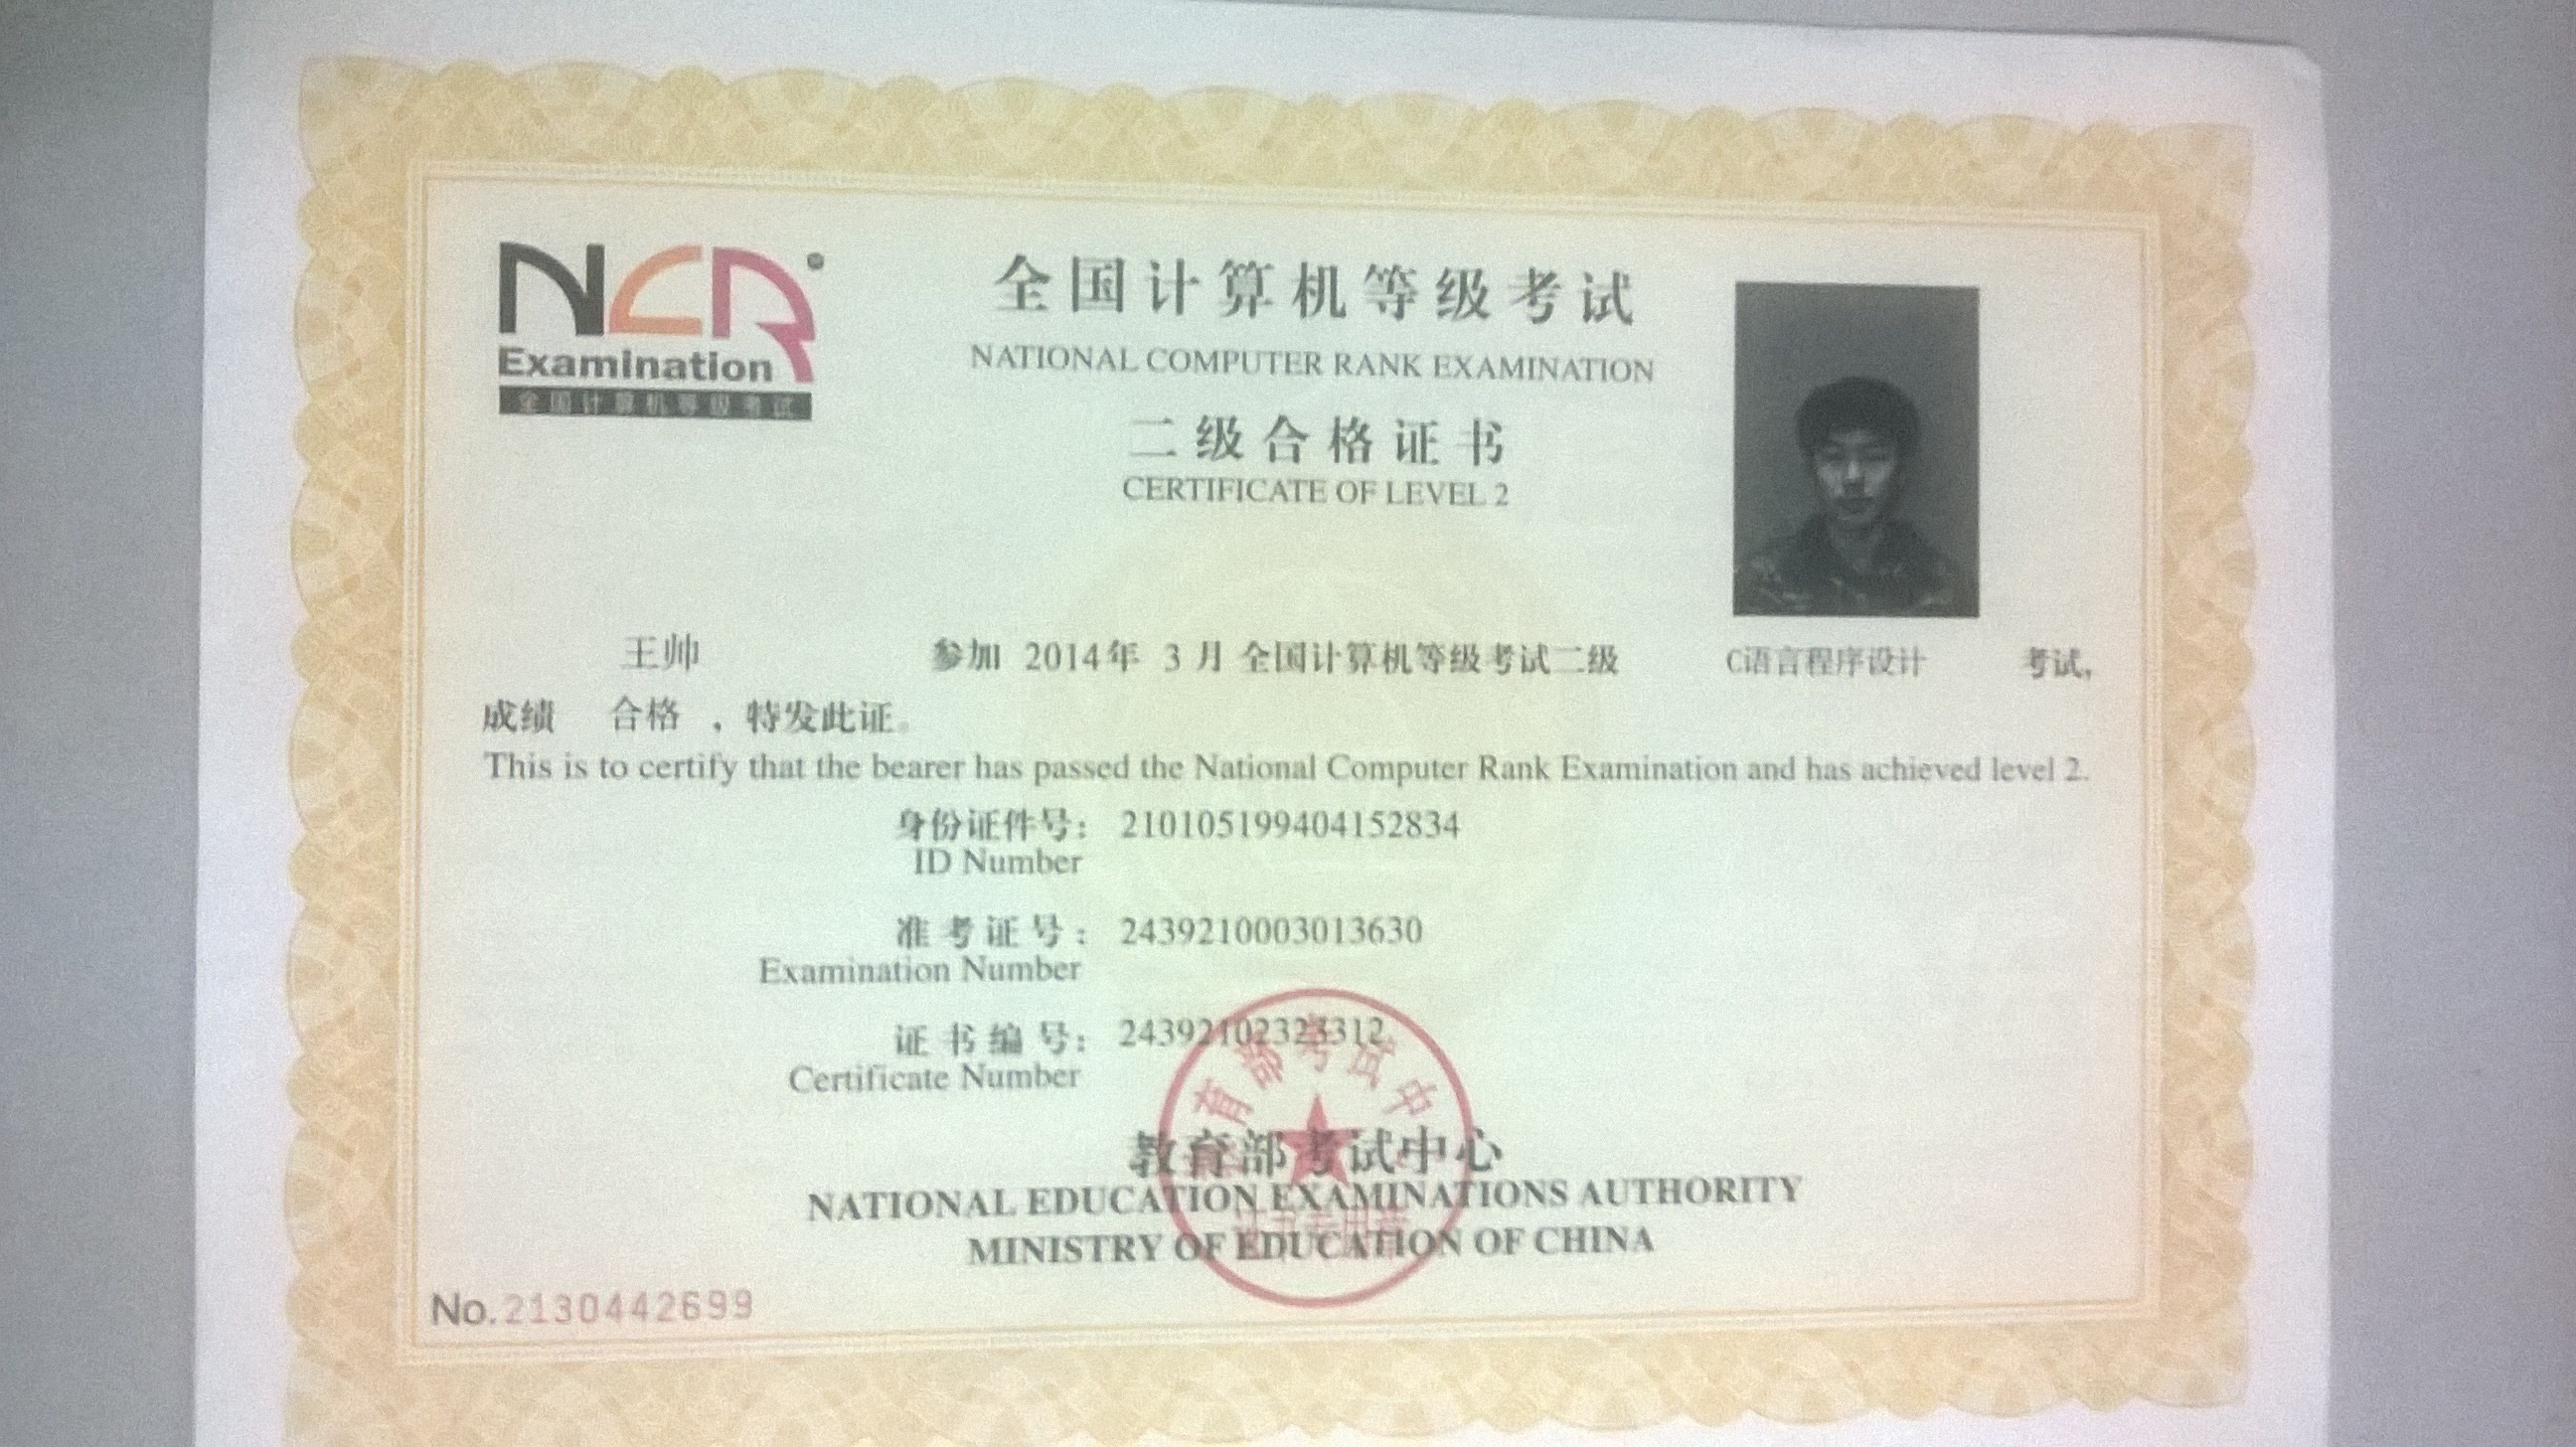 NCR
Examination
全国计算机等级考试
全国计算机等级考试
NATIONAL COMPUTER RANK EXAMINATION
二级合格证书
CERTIFICATE OF LEVEL 2
王帅 参加 2014年 3 月 全国计算机等级考试二级 C语言程序设计 考试,
成绩 合格 , 特发此证。
This is to certify that the bearer has passed the National Computer Rank Examination and has achieved level 2.
身份证件号: 210105199404152834
ID Number
准考证号: 2439210003013630
Examination Number
证书编号: 24392102323312
Certificate Number
教育部考试中心
NATIONAL EDUCATION EXAMINATIONS AUTHORITY
MINISTRY OF EDUCATION OF CHINA
育部考试中
证书专用章
No.2130442699